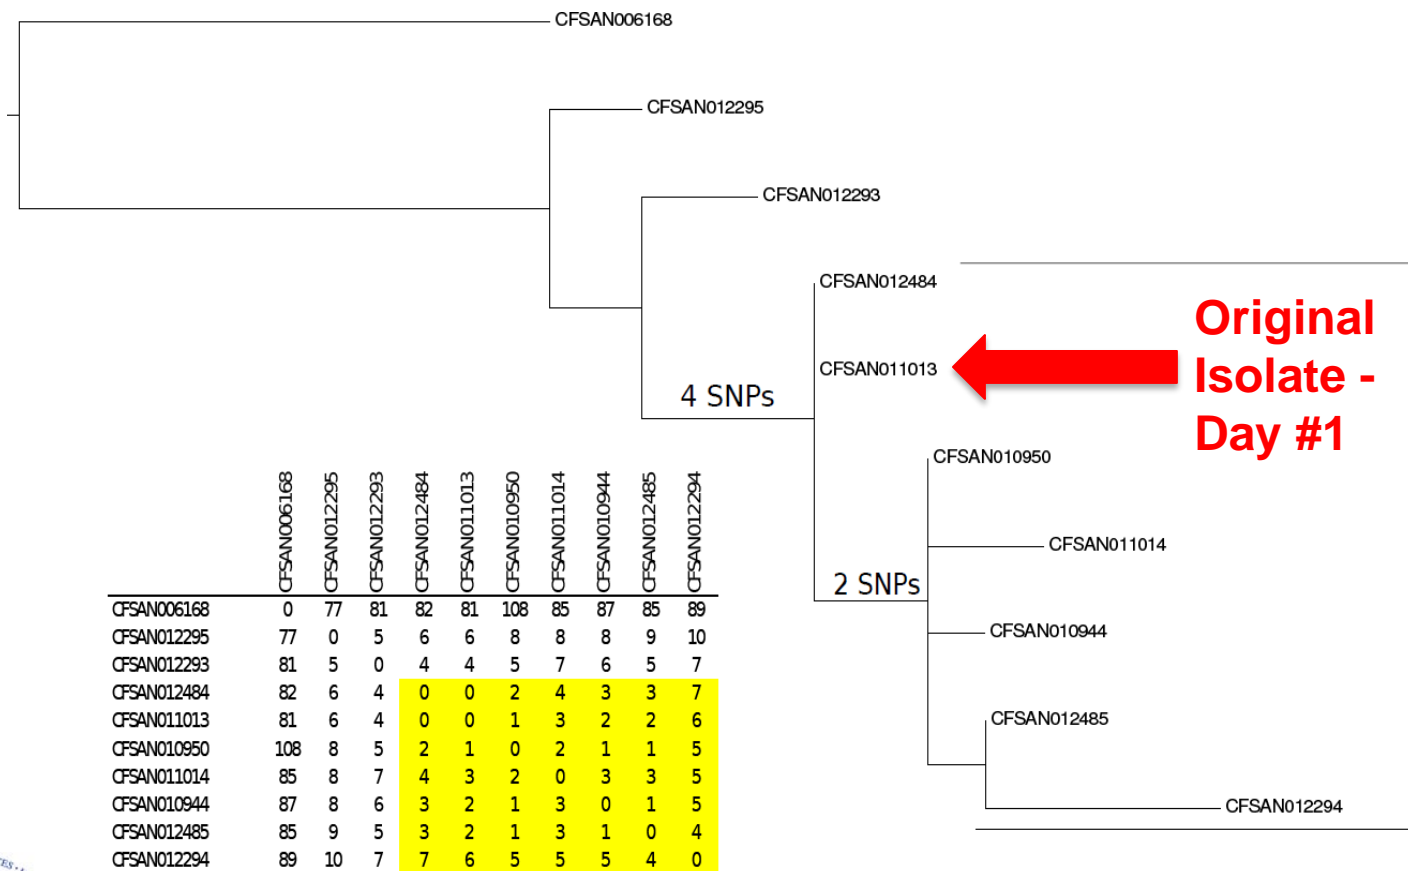 CFSAN006168
CFSAN012295
CFSAN012293
CFSAN012484
CFSAN011013
Original
Isolate -
Day #1
4 SNPs
CFSAN010950
CFSAN011014
2 SNPs
CFSAN010944
CFSAN012485
CFSAN012294
CFSAN006168 CFSAN012295 CFSAN012293 CFSAN012484 CFSAN011013 CFSAN010950 CFSAN011014 CFSAN010944 CFSAN012485 CFSAN012294
CFSAN006168 0 77 81 82 81 108 85 87 85 89
CFSAN012295 77 0 5 6 6 8 8 8 9 10
CFSAN012293 81 5 0 4 4 5 7 6 5 7
CFSAN012484 82 6 4 0 0 2 4 3 3 7
CFSAN011013 81 6 4 0 0 1 3 2 2 6
CFSAN010950 108 8 5 2 1 0 2 1 1 5
CFSAN011014 85 8 7 4 3 2 0 3 3 5
CFSAN010944 87 8 6 3 2 1 3 0 1 5
CFSAN012485 85 9 5 3 2 1 3 1 0 4
CFSAN012294 89 10 7 7 6 5 5 5 4 0